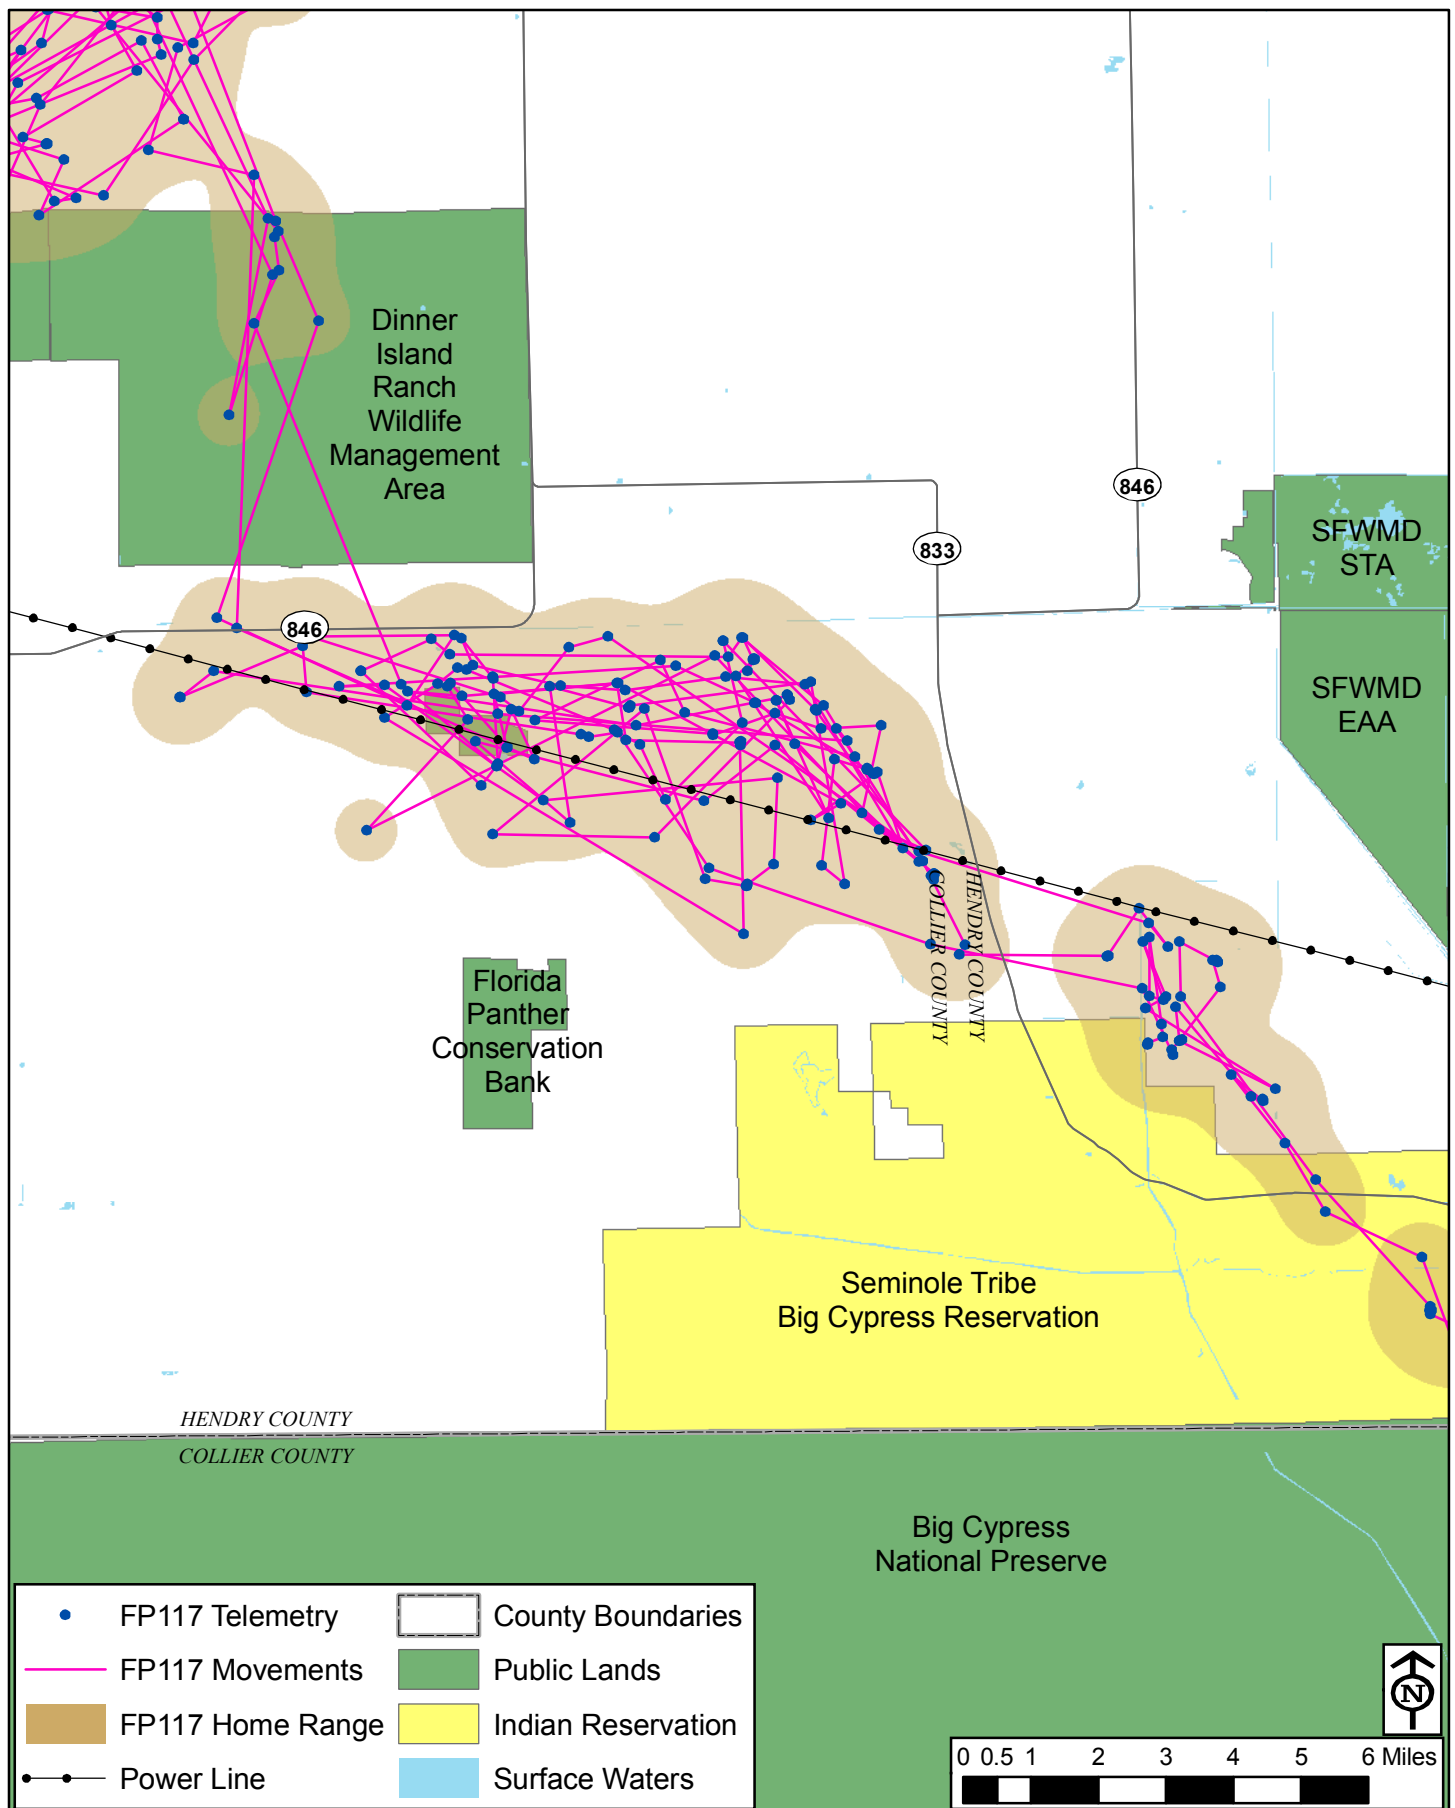 Dinner
Island
Ranch
Wildlife
Management
Area
846
833
SFWMD
STA
846
SFWMD
EAA
COLLIER COUNTY
HENDRY COUNTY
Florida
Panther
Conservation
Bank
Seminole Tribe
Big Cypress Reservation
HENDRY COUNTY
COLLIER COUNTY
Big Cypress
National Preserve
FP117 Telemetry
FP117 Movements
FP117 Home Range
Power Line
County Boundaries
Public Lands
Indian Reservation
Surface Waters
N
0 0.5 1 2 3 4 5 6 Miles